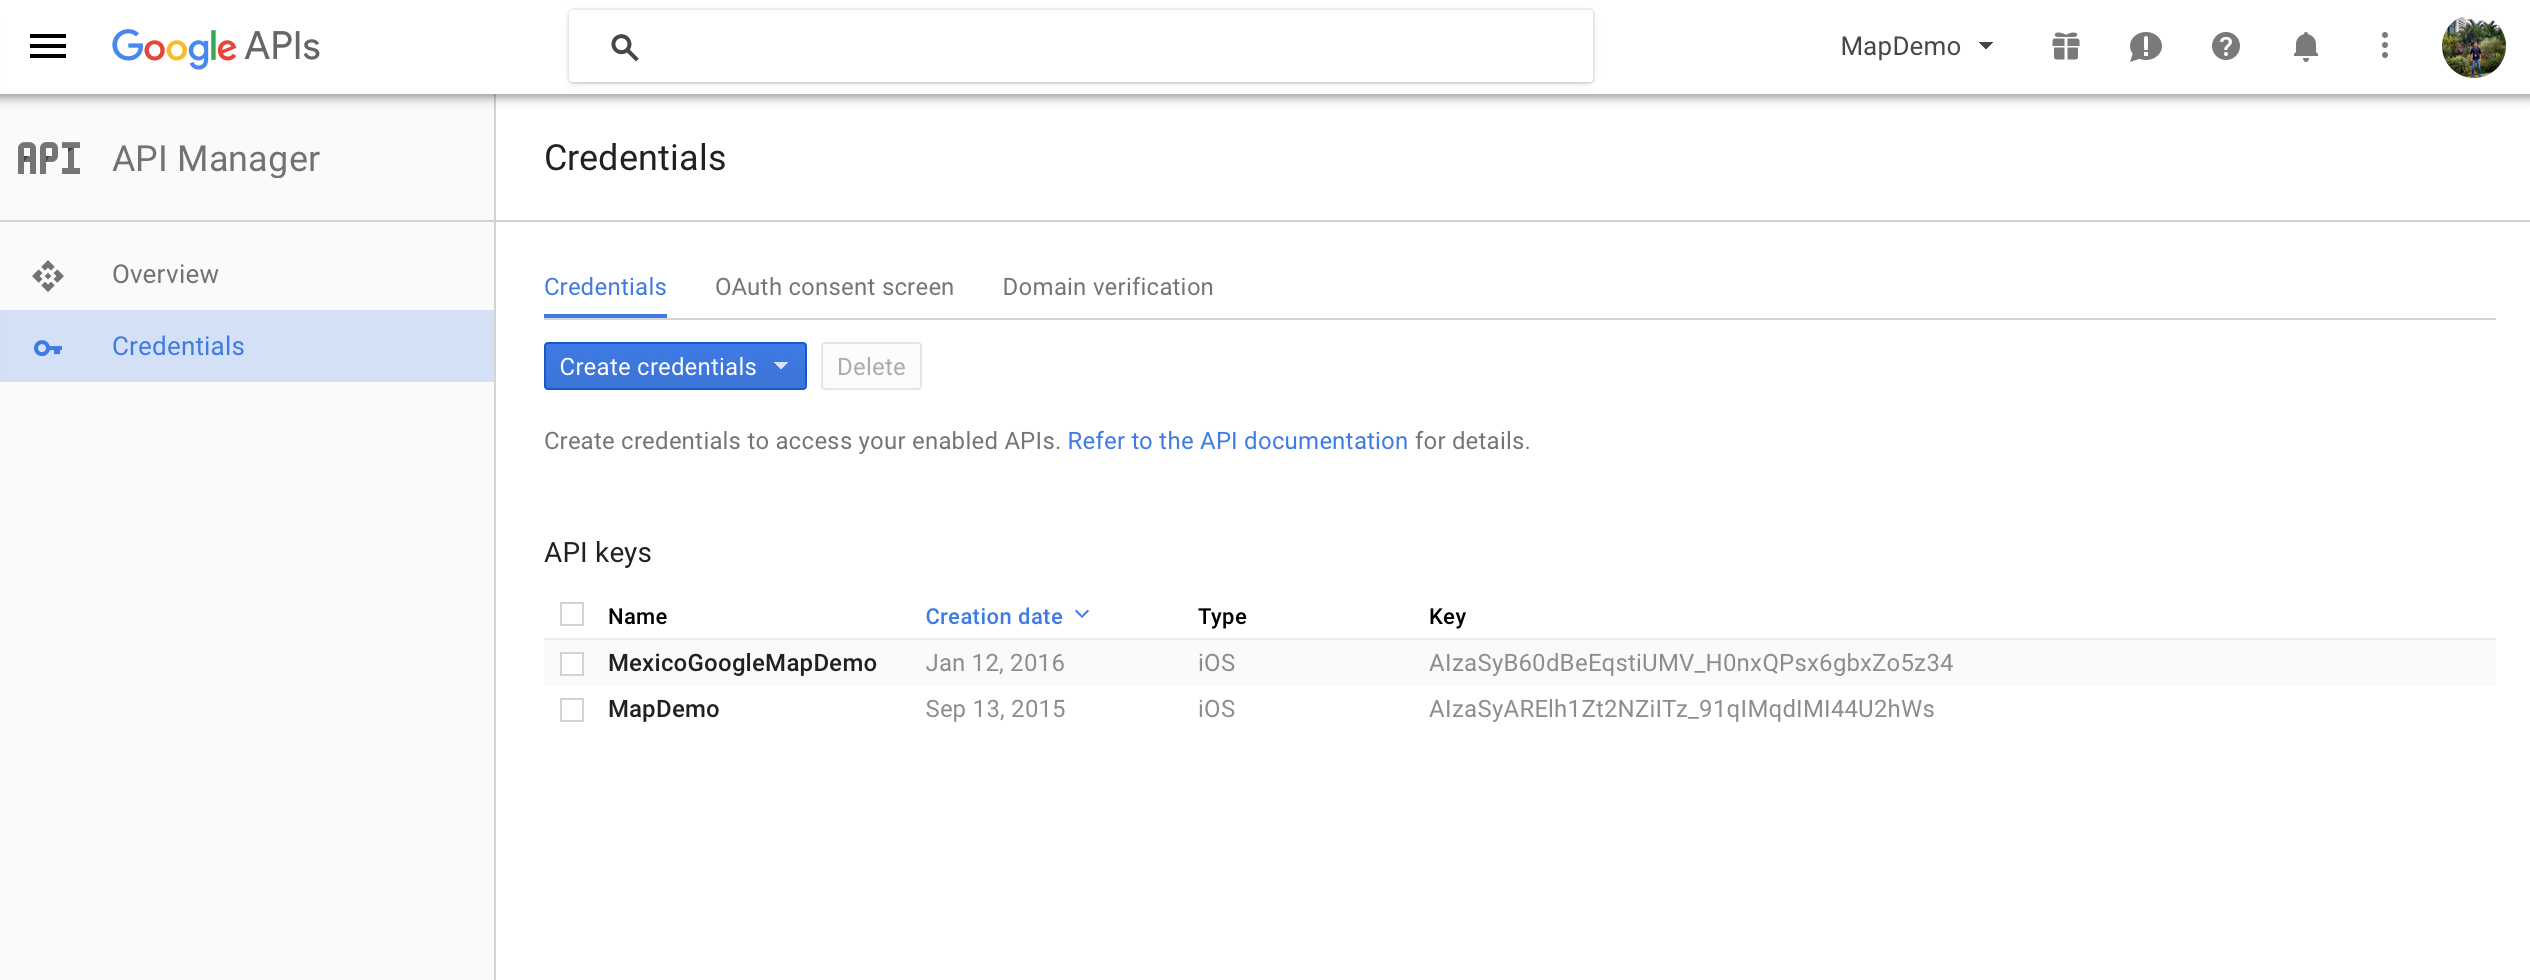 Google APIs
MapDemo
API API Manager
Credentials
Overview
Credentials
Credentials OAuth consent screen Domain verification
Create credentials Delete
Create credentials to access your enabled APIs. Refer to the API documentation for details.
API keys
Name Creation date Type Key
MexicoGoogleMapDemo Jan 12, 2016 iOS AIzaSyB60dBeEqstiUMV_H0nxQPsx6gbxZo5z34
MapDemo Sep 13, 2015 iOS AIzaSyARElh1Zt2NZiITz_91qIMqdIMI44U2hWs